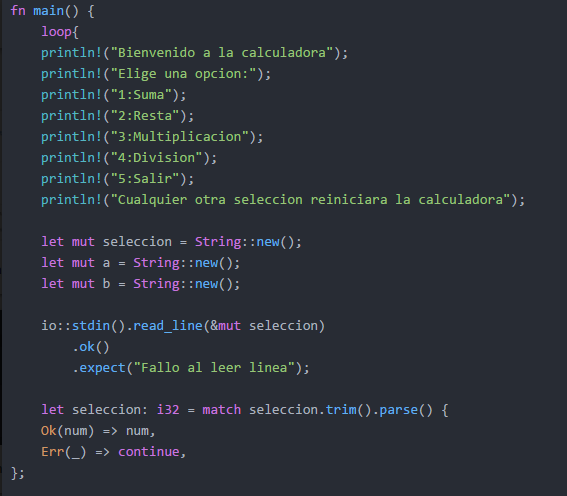 fn main() {
    loop{
    println!("Bienvenido a la calculadora");
    println!("Elige una opcion:");
    println!("1:Suma");
    println!("2:Resta");
    println!("3:Multiplicacion");
    println!("4:Division");
    println!("5:Salir");
    println!("Cualquier otra seleccion reiniciara la calculadora");

    let mut seleccion = String::new();
    let mut a = String::new();
    let mut b = String::new();

    io::stdin().read_line(&mut seleccion)
        .ok()
        .expect("Fallo al leer linea");

    let seleccion: i32 = match seleccion.trim().parse() {
    Ok(num) => num,
    Err(_) => continue,
};